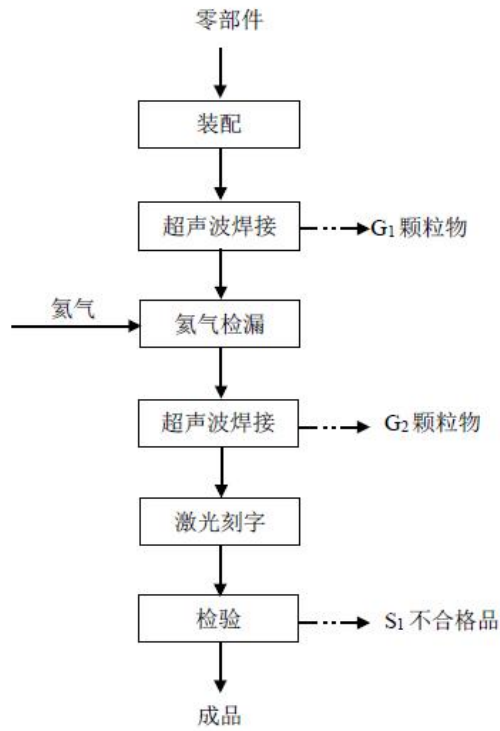 零部件
装配
超声波焊接
G₁颗粒物
氦气
氦气检漏
超声波焊接
G₂颗粒物
激光刻字
检验
S₁不合格品
成品